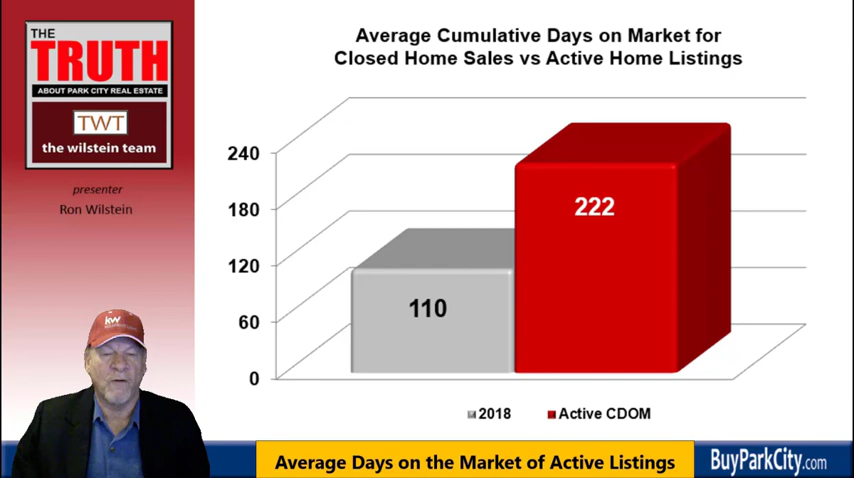 THE
TRUTH
ABOUT PARK CITY REAL ESTATE
TWT
the wilstein team
presenter
Ron Wilstein
kw
Average Cumulative Days on Market for
Closed Home Sales vs Active Home Listings
240
180
120
60
0
110
222
2018
Active CDOM
Average Days on the Market of Active Listings
BuyParkCity.com